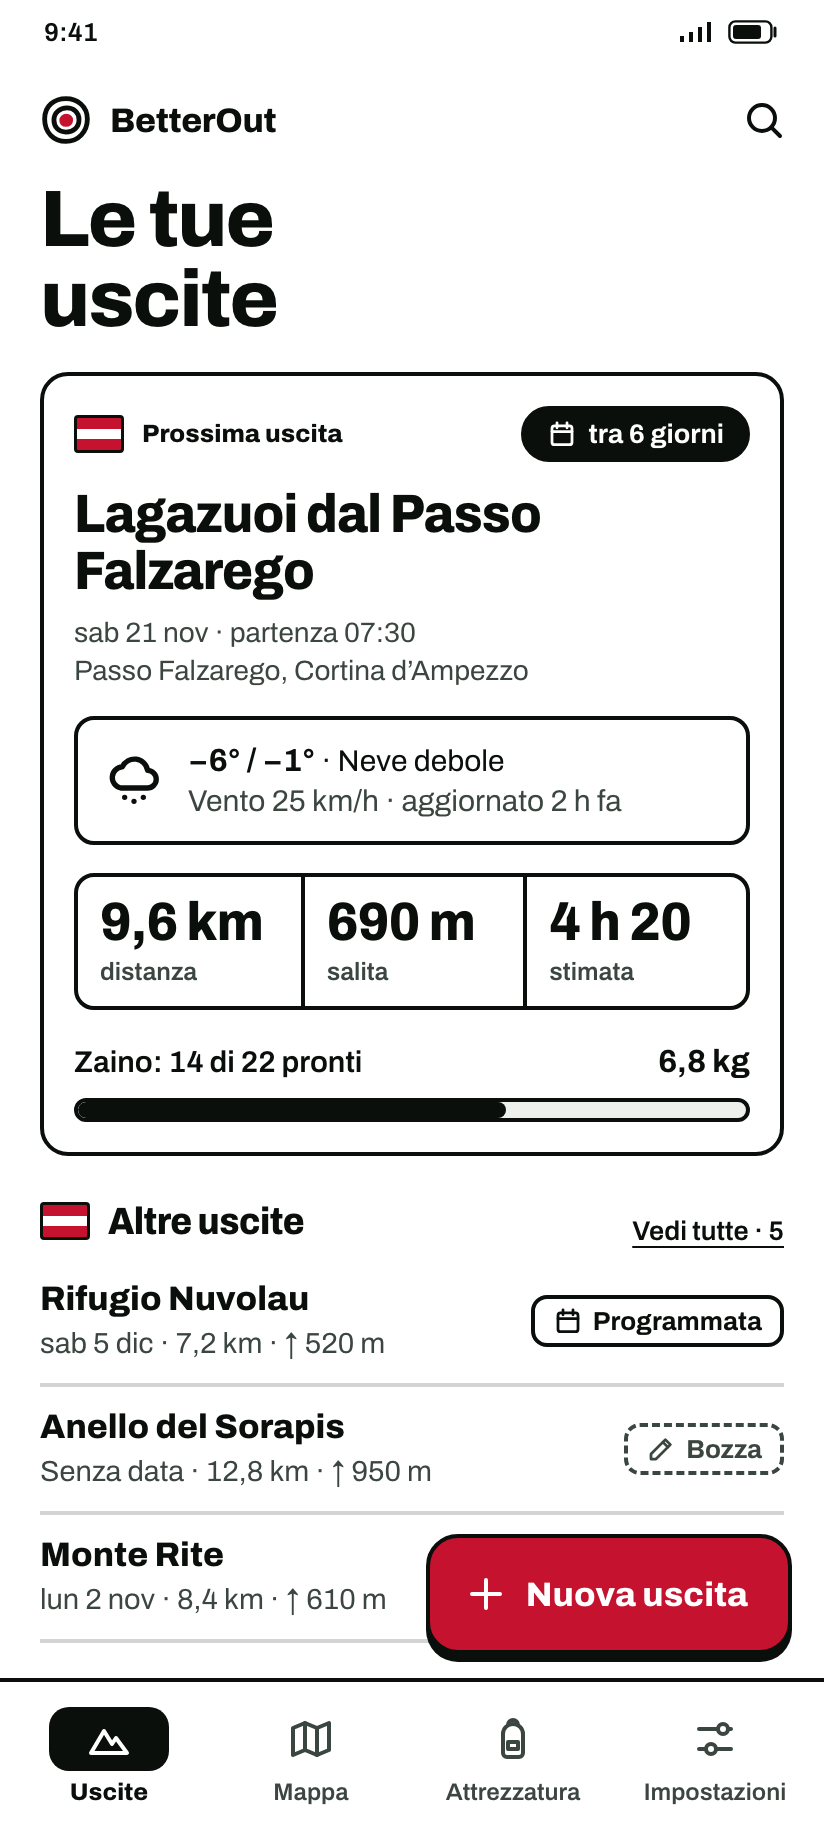 9:41
BetterOut
Le tue
uscite
Prossima uscita
tra 6 giorni
Lagazuoi dal Passo
Falzarego
sab 21 nov · partenza 07:30
Passo Falzarego, Cortina d’Ampezzo
−6° / −1° · Neve debole
Vento 25 km/h · aggiornato 2 h fa
9,6 km
distanza
690 m
salita
4 h 20
stimata
Zaino: 14 di 22 pronti
6,8 kg
Altre uscite
Vedi tutte · 5
Rifugio Nuvolau
sab 5 dic · 7,2 km · ↑ 520 m
Programmata
Anello del Sorapis
Senza data · 12,8 km · ↑ 950 m
Bozza
Monte Rite
lun 2 nov · 8,4 km · ↑ 610 m
Nuova uscita
Uscite
Mappa
Attrezzatura
Impostazioni